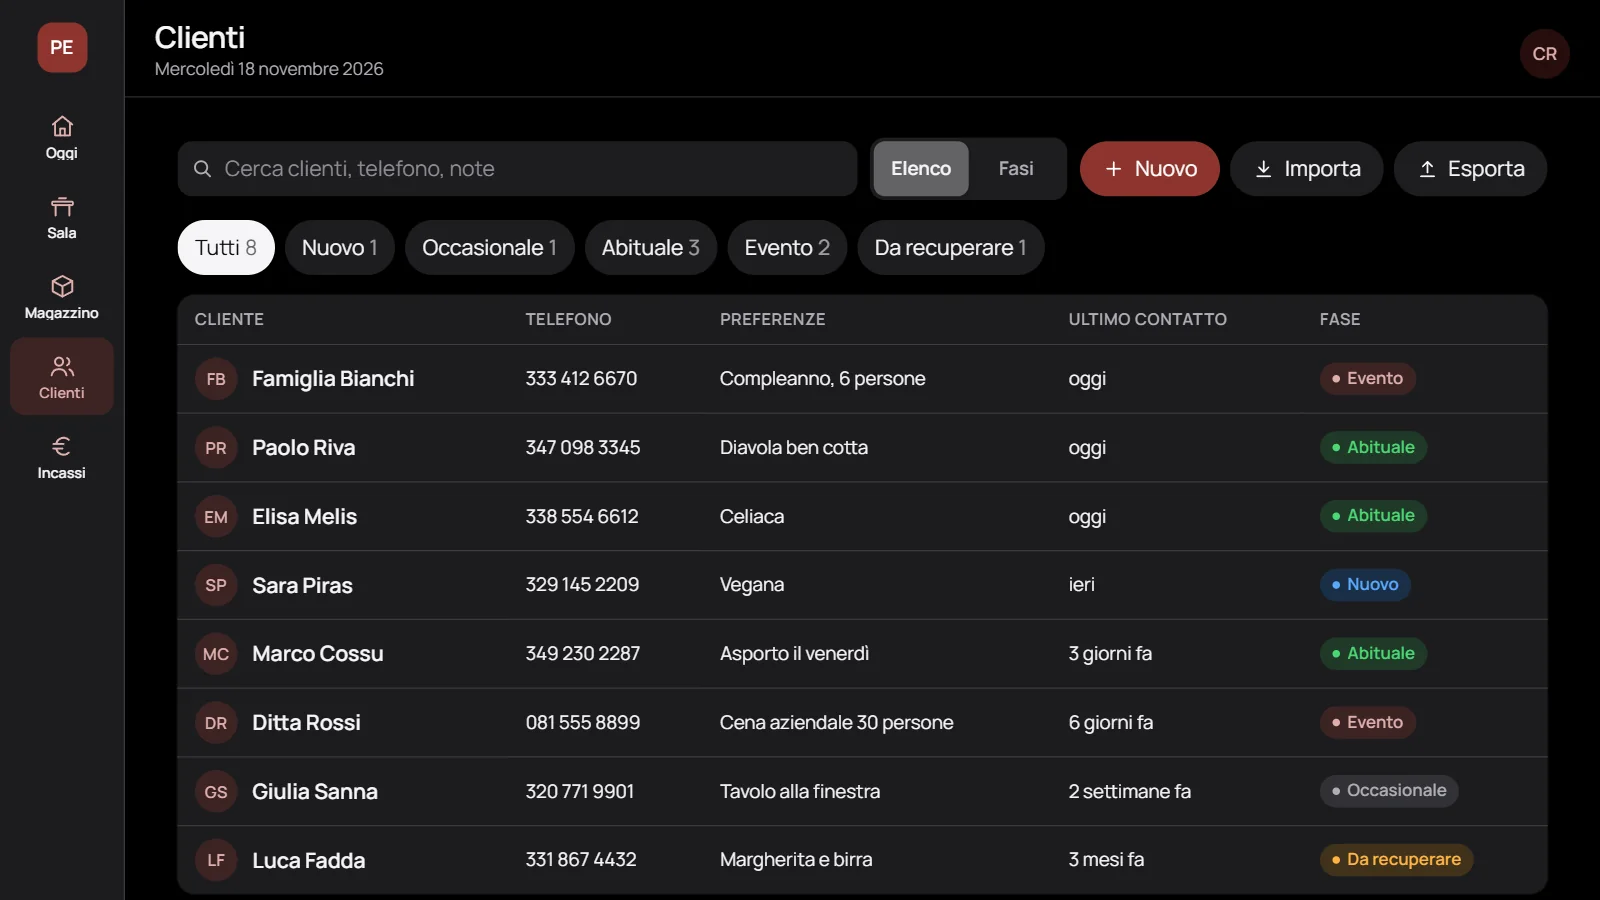 PE
Oggi
Sala
Magazzino
Clienti
Incassi
Clienti
Mercoledì 18 novembre 2026
CR
Cerca clienti, telefono, note
Elenco Fasi
Nuovo Importa Esporta
Tutti 8 Nuovo 1 Occasionale 1 Abituale 3 Evento 2 Da recuperare 1
CLIENTE TELEFONO PREFERENZE ULTIMO CONTATTO FASE
FB Famiglia Bianchi 333 412 6670 Compleanno, 6 persone oggi Evento
PR Paolo Riva 347 098 3345 Diavola ben cotta oggi Abituale
EM Elisa Melis 338 554 6612 Celiaca oggi Abituale
SP Sara Piras 329 145 2209 Vegana ieri Nuovo
MC Marco Cossu 349 230 2287 Asporto il venerdì 3 giorni fa Abituale
DR Ditta Rossi 081 555 8899 Cena aziendale 30 persone 6 giorni fa Evento
GS Giulia Sanna 320 771 9901 Tavolo alla finestra 2 settimane fa Occasionale
LF Luca Fadda 331 867 4432 Margherita e birra 3 mesi fa Da recuperare